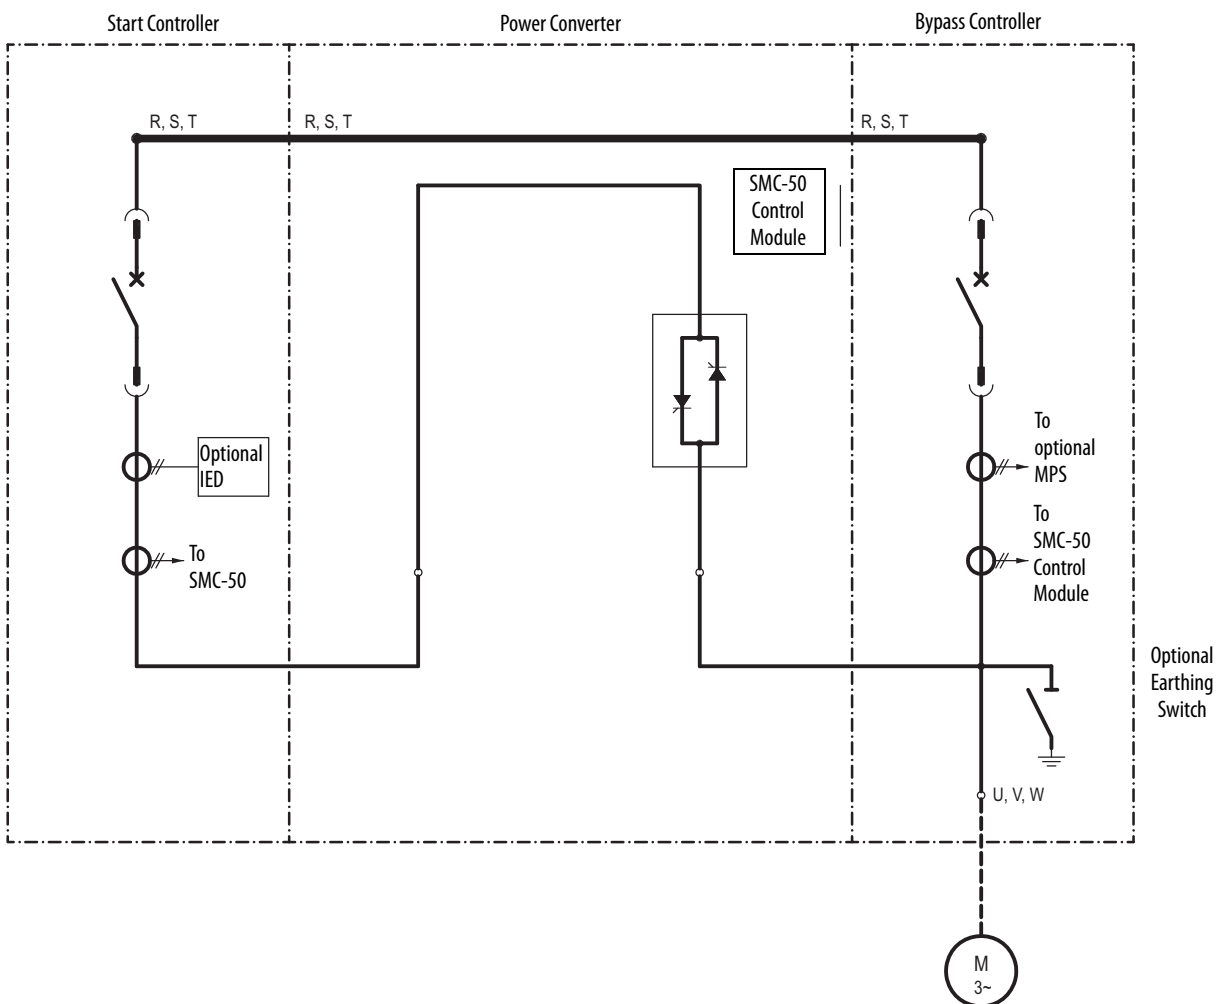 Start Controller
Power Converter
Bypass Controller
R, S, T
R, S, T
R, S, T
SMC-50
Control
Module
Optional
IED
To
SMC-50
To
optional
MPS
To
SMC-50
Control
Module
Optional
Earthing
Switch
U, V, W
M
3~